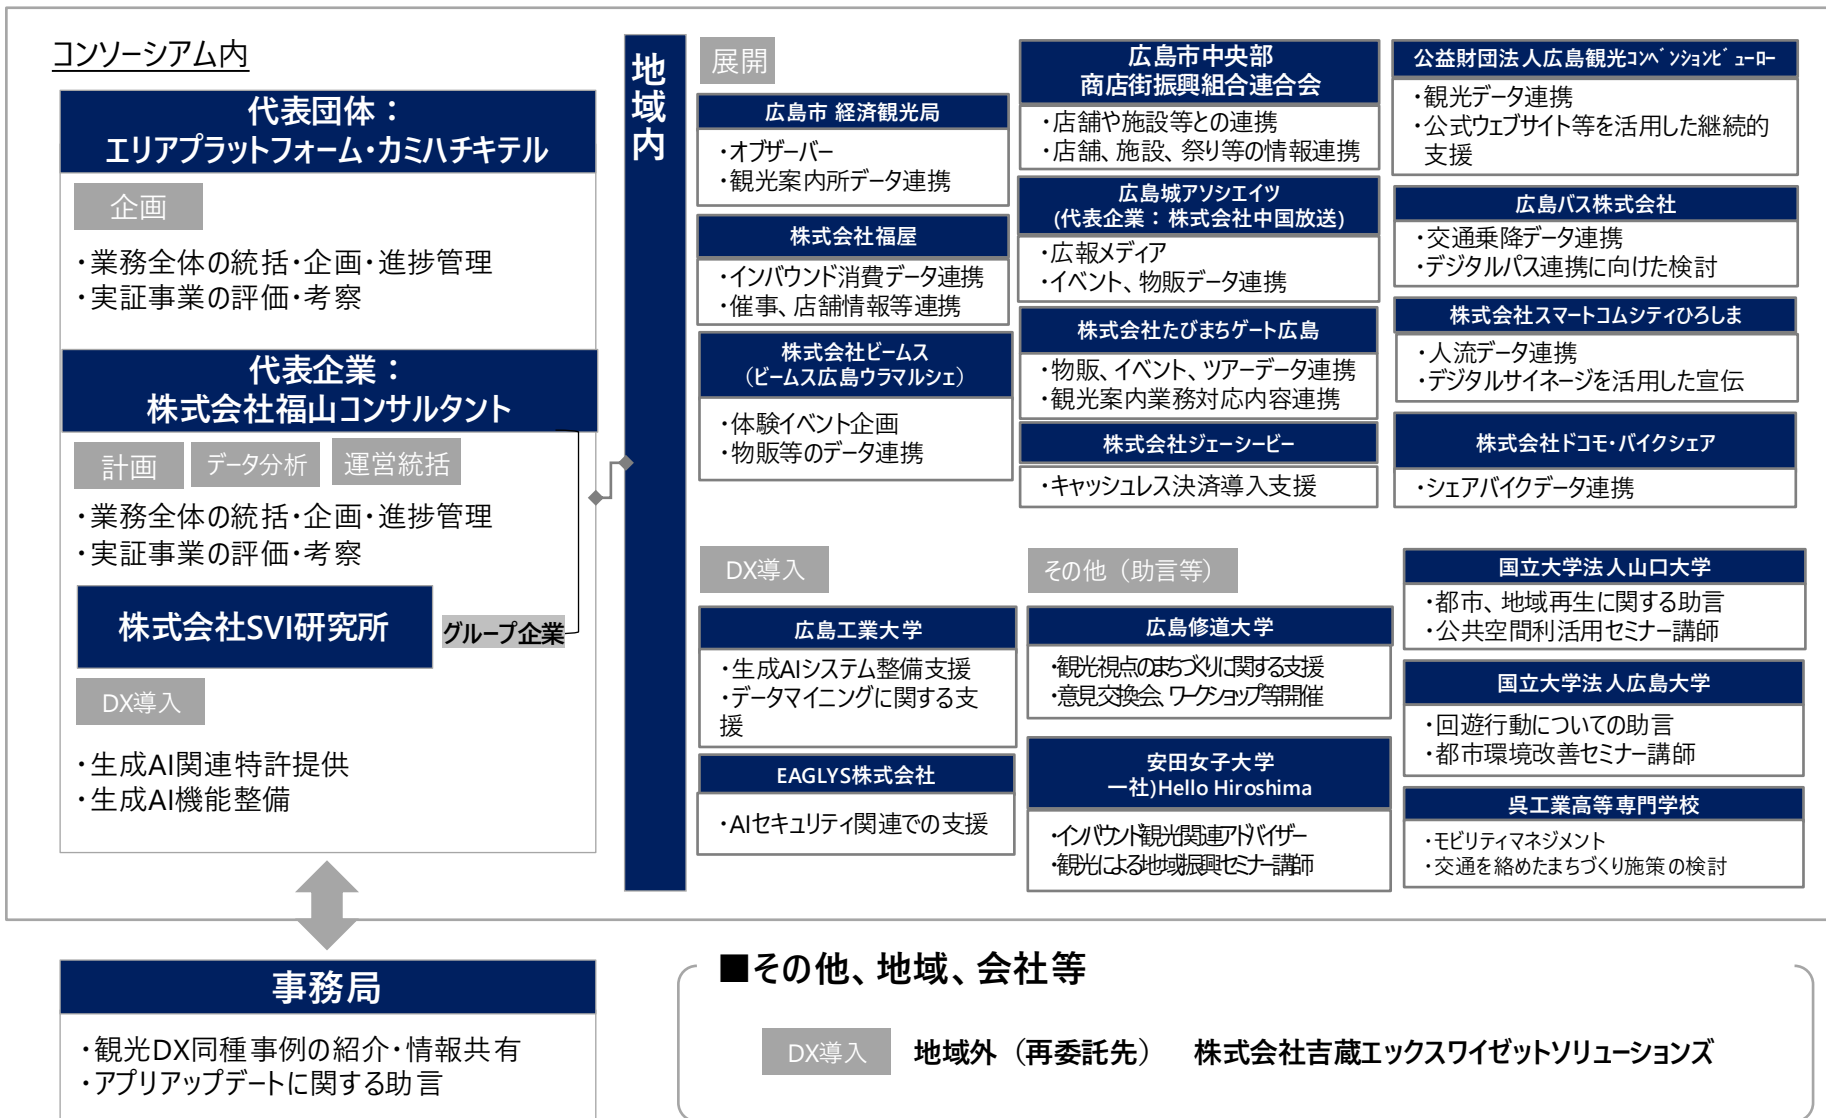 コンソーシアム内
代表団体：
エリアプラットフォーム・カミハチキテル
企画
・業務全体の統括・企画・進捗管理
・実証事業の評価・考察
代表企業：
株式会社福山コンサルタント
計画
データ分析
運営統括
・業務全体の統括・企画・進捗管理
・実証事業の評価・考察
株式会社SVI研究所
グループ企業
DX導入
・生成AI関連特許提供
・生成AI機能整備
事務局
・観光DX同種事例の紹介・情報共有
・アプリアップデートに関する助言
地域内
展開
広島市 経済観光局
・オブザーバー
・観光案内所データ連携
株式会社福屋
・インバウンド消費データ連携
・催事、店舗情報等連携
株式会社ビームス
（ビームス広島ウラマルシェ）
・体験イベント企画
・物販等のデータ連携
広島市中央部
商店街振興組合連合会
・店舗や施設等との連携
・店舗、施設、祭り等の情報連携
広島城アソシエイツ
(代表企業：株式会社中国放送)
・広報メディア
・イベント、物販データ連携
株式会社たびまちゲート広島
・物販、イベント、ツアーデータ連携
・観光案内業務対応内容連携
株式会社ジェーシービー
・キャッシュレス決済導入支援
公益財団法人広島観光ｺﾝﾍﾞﾝｼｮﾝﾋﾞｭｰﾛｰ
・観光データ連携
・公式ウェブサイト等を活用した継続的
支援
広島バス株式会社
・交通乗降データ連携
・デジタルパス連携に向けた検討
株式会社スマートコムシティひろしま
・人流データ連携
・デジタルサイネージを活用した宣伝
株式会社ドコモ・バイクシェア
・シェアバイクデータ連携
DX導入
広島工業大学
・生成AIシステム整備支援
・データマイニングに関する支
援
EAGLYS株式会社
・AIセキュリティ関連での支援
その他（助言等）
広島修道大学
・観光視点のまちづくりに関する支援
・意見交換会、ワークショップ等開催
安田女子大学
一社)Hello Hiroshima
・インバウンド観光関連アドバイザー
・観光による地域振興セミナー講師
国立大学法人山口大学
・都市、地域再生に関する助言
・公共空間利活用セミナー講師
国立大学法人広島大学
・回遊行動についての助言
・都市環境改善セミナー講師
呉工業高等専門学校
・モビリティマネジメント
・交通を絡めたまちづくり施策の検討
■その他、地域、会社等
DX導入
地域外（再委託先） 株式会社吉蔵エックスワイゼットソリューションズ